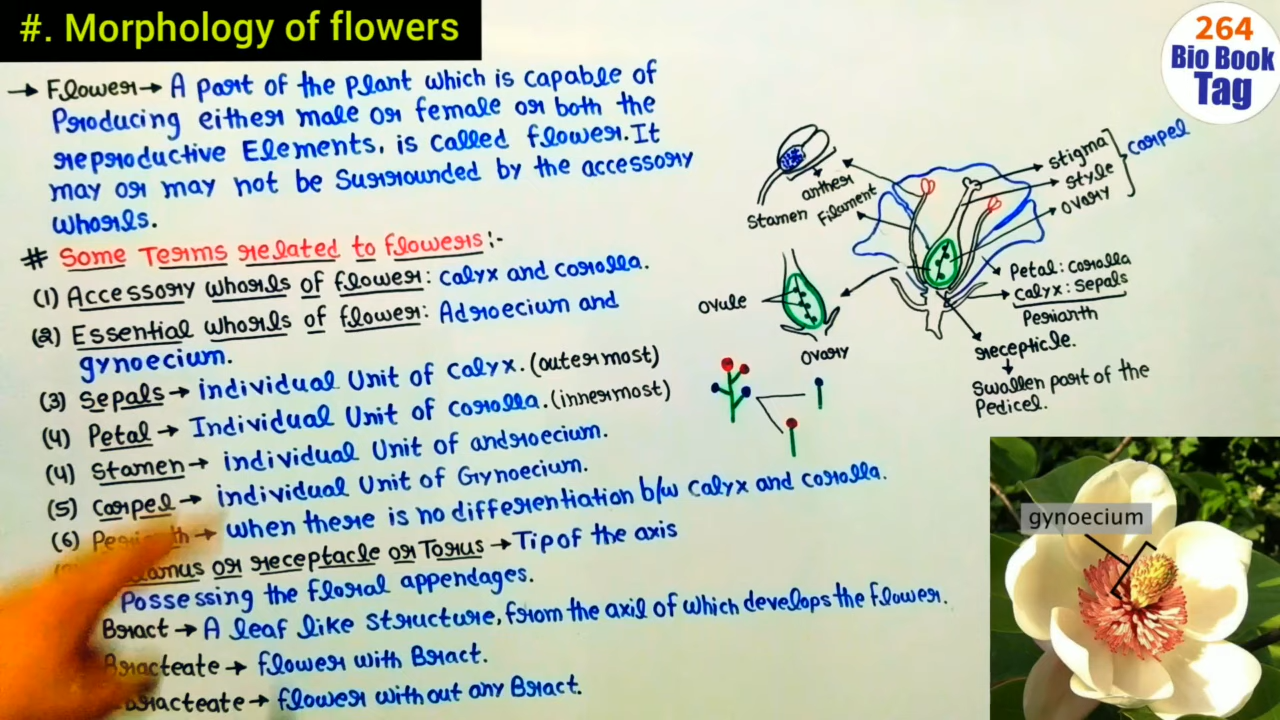 #. Morphology of flowers
264
Bio Book
Tag
→ Flower → A part of the plant which is capable of
Producing either male or female or both the
reproductive Elements, is called flower. It
may or may not be Surrounded by the accessory
whorls.
# Some Terms related to flowers:-
(1) Accessory whorls of flower: calyx and corolla.
(2) Essential whorls of flower: Adroecium and
gynoecium.
(3) Sepals → individual Unit of calyx. (outermost)
(4) Petal → Individual Unit of corolla. (innermost)
(4) Stamen → individual Unit of androecium.
(5) Carpel → individual Unit of Gynoecium.
(6) → when there is no differentiation b/w calyx and corolla.
or receptacle or Torus → Tip of the axis
Possessing the floral appendages.
Bract → A leaf like structure, from the axil of which develops the flower.
Bracteate → flower with Bract.
→ flower with out any Bract.
stigma
style
ovary
carpel
anther
Stamen
Filament
Petal: corolla
calyx: sepals
Perianth
recepticle.
↓
Swallen part of the
Pedicel.
ovule
ovary
gynoecium